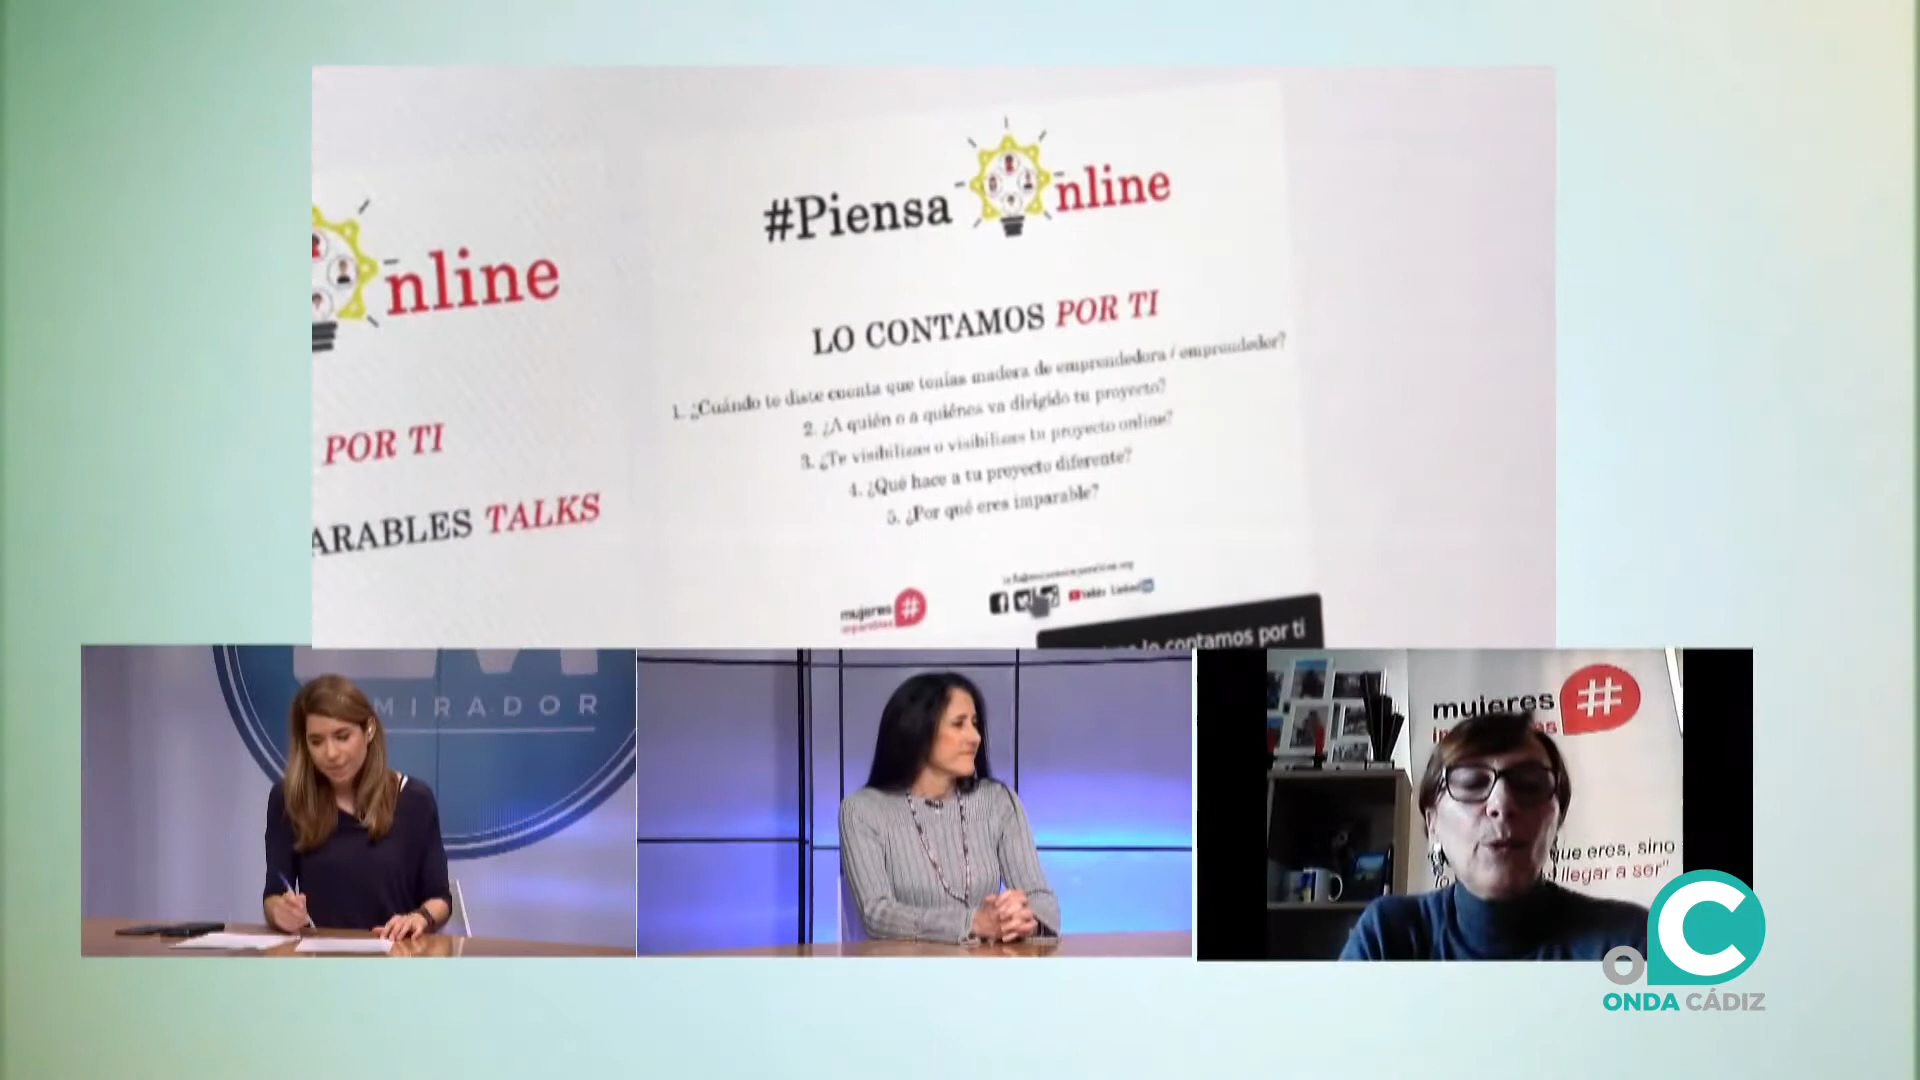 #Piensa Online
nline
LO CONTAMOS POR TI
1. ¿Cuándo te diste cuenta que tenías madera de emprendedora / emprendedor?
2. ¿A quién o a quiénes va dirigido tu proyecto?
3. ¿Te visibilizas o visibilizas tu proyecto online?
4. ¿Qué hace a tu proyecto diferente?
5. ¿Por qué eres imparable?
POR TI
ARABLES TALKS
mujeres #
imparables
lo contamos por ti
MIRADOR
mujeres #
que eres, sino
llegar a ser"
OC
ONDA CÁDIZ